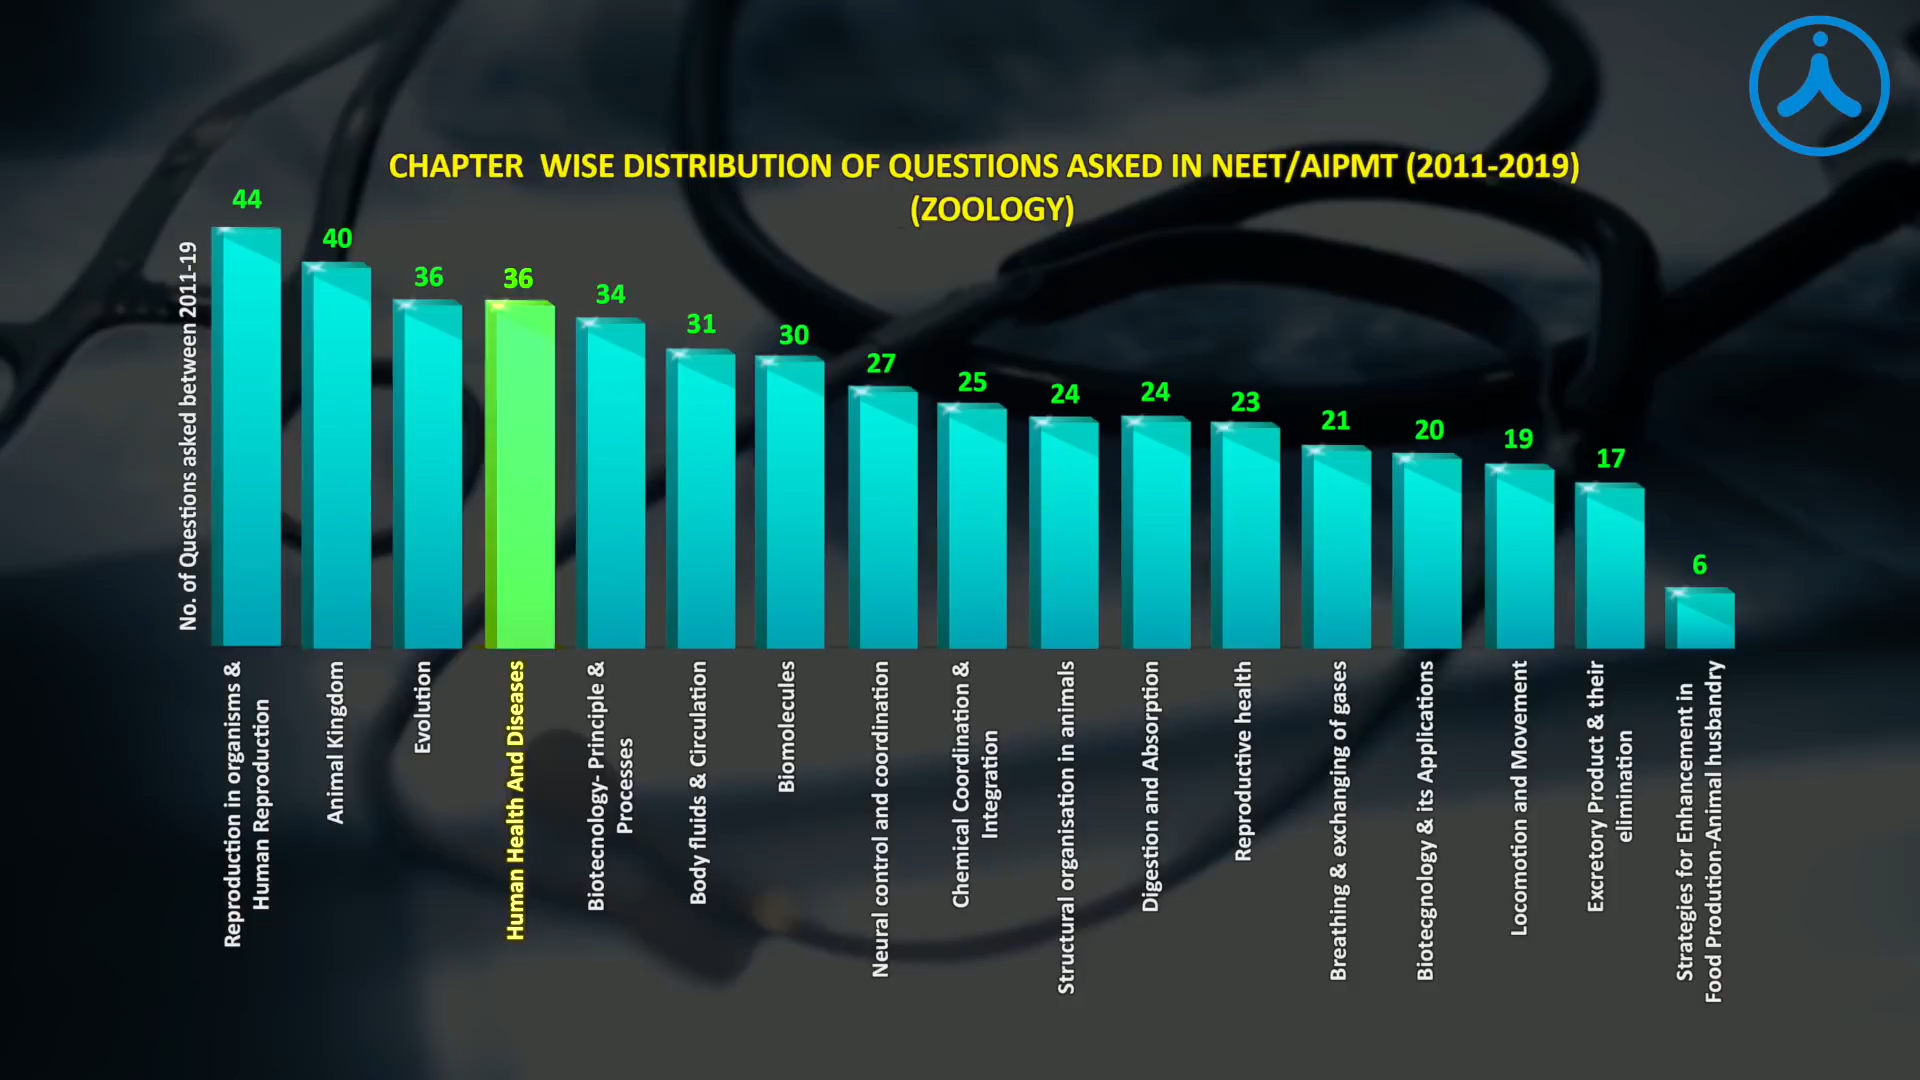 CHAPTER WISE DISTRIBUTION OF QUESTIONS ASKED IN NEET/AIPMT (2011-2019)
(ZOOLOGY)
No. of Questions asked between 2011-19
44
40
36
36
34
31
30
27
25
24
24
23
21
20
19
17
6
Reproduction in organisms &
Human Reproduction
Animal Kingdom
Evolution
Human Health And Diseases
Biotecnology- Principle &
Processes
Body fluids & Circulation
Biomolecules
Neural control and coordination
Chemical Coordination &
Integration
Structural organisation in animals
Digestion and Absorption
Reproductive health
Breathing & exchanging of gases
Biotecgnology & its Applications
Locomotion and Movement
Excretory Product & their
elimination
Strategies for Enhancement in
Food Prodution-Animal husbandry